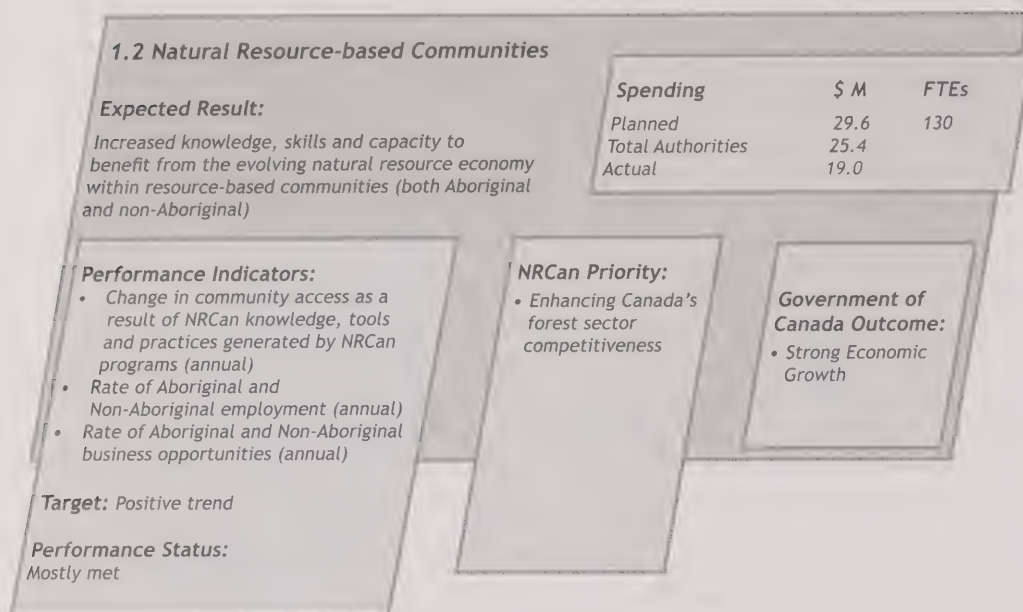 1.2 Natural Resource-based Communities
Expected Result:
Increased knowledge, skills and capacity to
benefit from the evolving natural resource economy
within resource-based communities (both Aboriginal
and non-Aboriginal)
Spending $ M FTEs
Planned 29.6 130
Total Authorities 25.4
Actual 19.0
Performance Indicators:
• Change in community access as a
result of NRCan knowledge, tools
and practices generated by NRCan
programs (annual)
• Rate of Aboriginal and
Non-Aboriginal employment (annual)
• Rate of Aboriginal and Non-Aboriginal
business opportunities (annual)
Target: Positive trend
Performance Status:
Mostly met
NRCan Priority:
• Enhancing Canada's
forest sector
competitiveness
Government of
Canada Outcome:
• Strong Economic
Growth